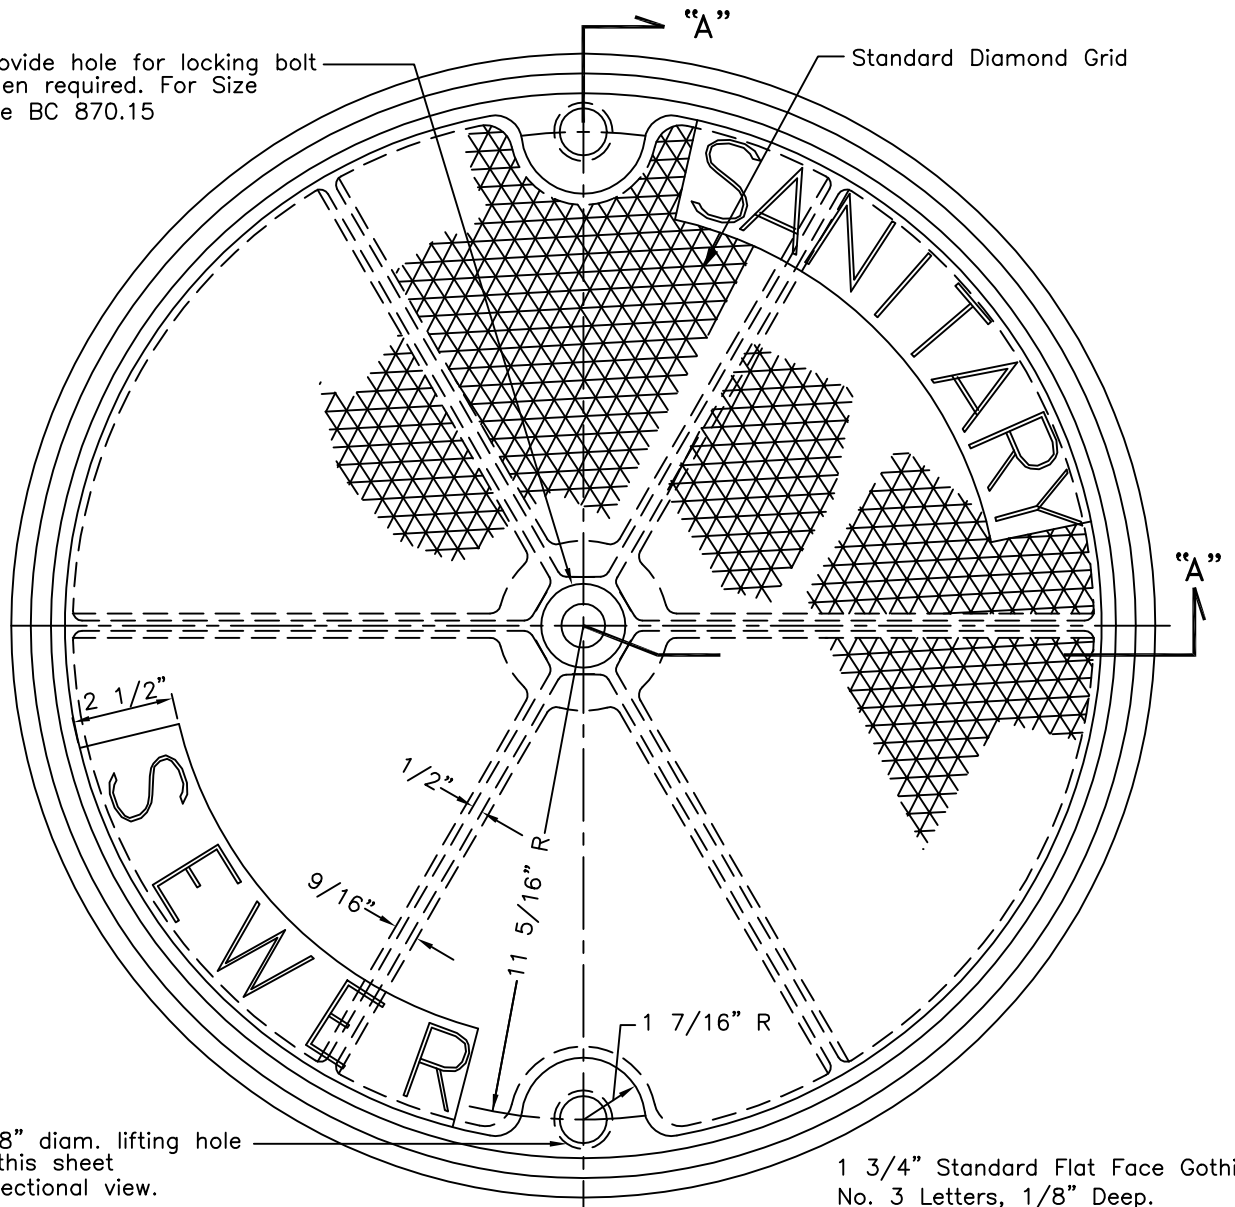 “A”
ovide hole for locking bolt
en required. For Size
e BC 870.15
Standard Diamond Grid
SANITARY
“A”
2 1/2”
1/2”
9/16”
11 5/16” R
SEWER
1 7/16” R
8” diam. lifting hole
this sheet
ectional view.
1 3/4” Standard Flat Face Gothi
No. 3 Letters, 1/8” Deep.